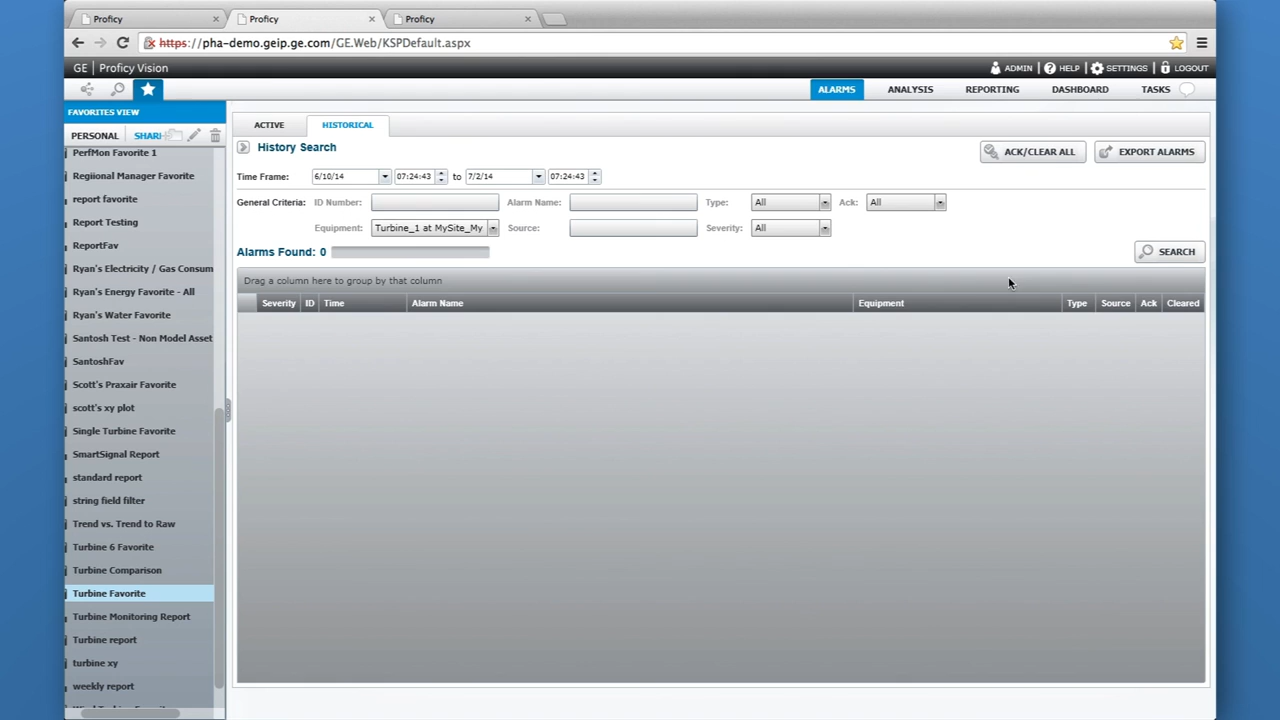 Proficy
Proficy
Proficy
https://pha-demo.geip.ge.com/GE.Web/KSPDefault.aspx
GE | Proficy Vision
ADMIN | HELP | SETTINGS | LOGOUT
ALARMS ANALYSIS REPORTING DASHBOARD TASKS
FAVORITES VIEW
PERSONAL SHARI
PerfMon Favorite 1
Regiional Manager Favorite
report favorite
Report Testing
ReportFav
Ryan's Electricity / Gas Consum
Ryan's Energy Favorite - All
Ryan's Water Favorite
Santosh Test - Non Model Asset
SantoshFav
Scott's Praxair Favorite
scott's xy plot
Single Turbine Favorite
SmartSignal Report
standard report
string field filter
Trend vs. Trend to Raw
Turbine 6 Favorite
Turbine Comparison
Turbine Favorite
Turbine Monitoring Report
Turbine report
turbine xy
weekly report
ACTIVE HISTORICAL
History Search
ACK/CLEAR ALL EXPORT ALARMS
Time Frame: 6/10/14 07:24:43 to 7/2/14 07:24:43
General Criteria: ID Number: Alarm Name: Type: All Ack: All
Equipment: Turbine_1 at MySite_My Source: Severity: All
Alarms Found: 0
SEARCH
Drag a column here to group by that column
Severity ID Time Alarm Name Equipment Type Source Ack Cleared